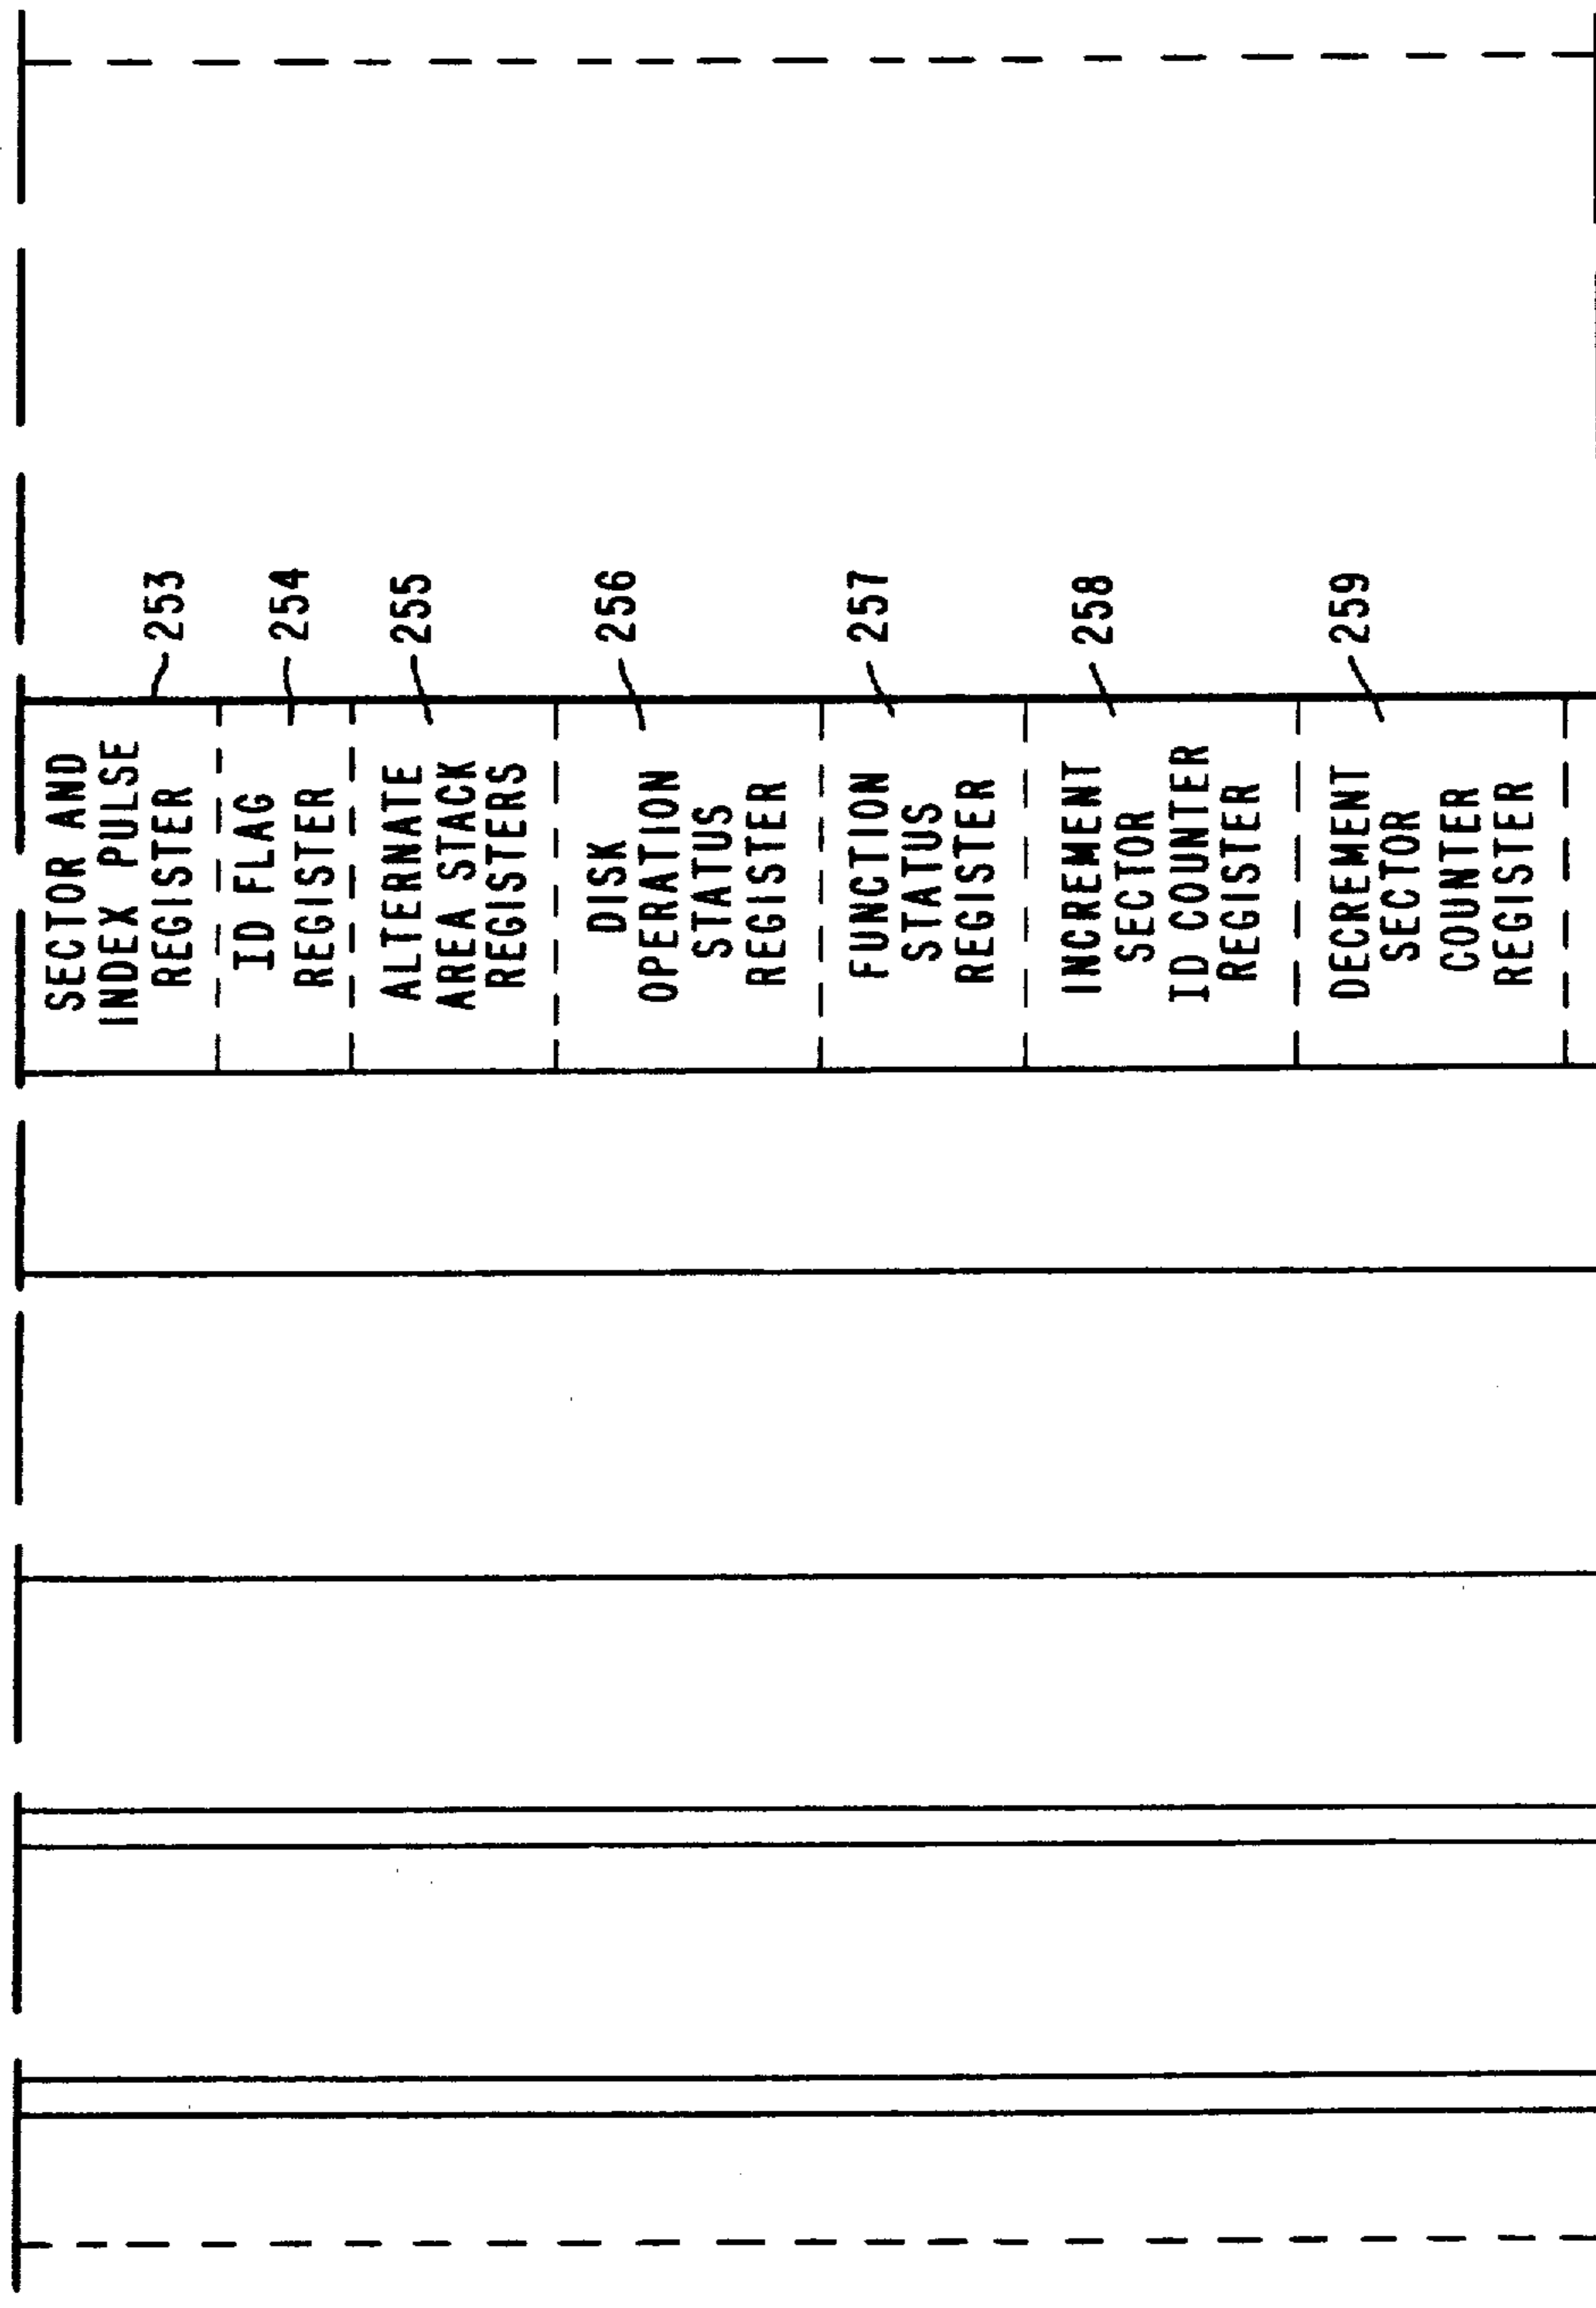 SECTOR AND
INDEX PULSE
REGISTER
253
ID FLAG
REGISTER
254
ALTERNATE
AREA STACK
REGISTERS
255
DISK
OPERATION
STATUS
REGISTER
256
FUNCTION
STATUS
REGISTER
257
INCREMENT
SECTOR
ID COUNTER
REGISTER
258
DECREMENT
SECTOR
COUNTER
REGISTER
259